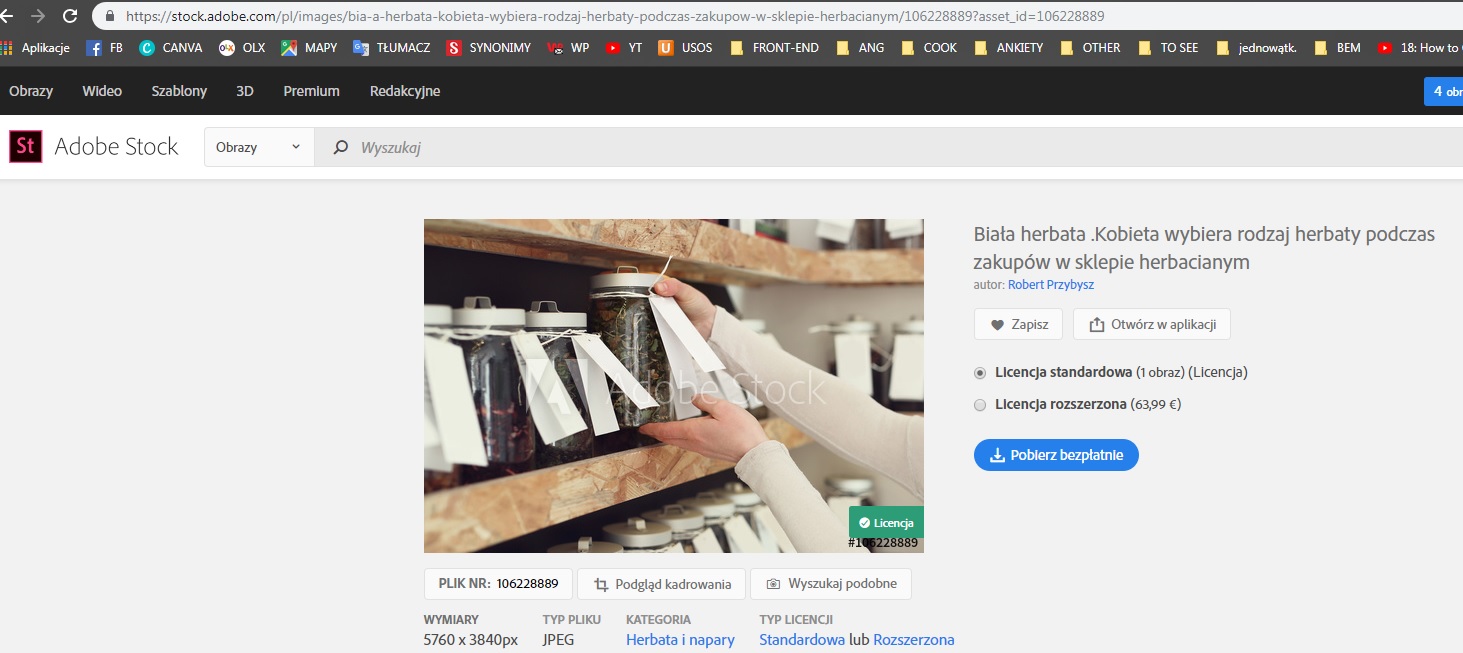 https://stock.adobe.com/pl/images/bia-a-herbata-kobieta-wybiera-rodzaj-herbaty-podczas-zakupow-w-sklepie-herbacianym/106228889?asset_id=106228889
Aplikacje FB CANVA OLX MAPY TŁUMACZ SYNONIMY WP YT USOS FRONT-END ANG COOK ANKIETY OTHER TO SEE jednowątk. BEM 18: How to
Obrazy Wideo Szablony 3D Premium Redakcyjne 4 obr
St Adobe Stock Obrazy Wyszukaj
Biała herbata .Kobieta wybiera rodzaj herbaty podczas
zakupów w sklepie herbacianym
autor: Robert Przybysz
Zapisz Otwórz w aplikacji
Licencja standardowa (1 obraz) (Licencja)
Licencja rozszerzona (63,99 €)
Pobierz bezpłatnie
Adobe Stock
Licencja
#106228889
PLIK NR: 106228889 Podgląd kadrowania Wyszukaj podobne
WYMIARY TYP PLIKU KATEGORIA TYP LICENCJI
5760 x 3840px JPEG Herbata i napary Standardowa lub Rozszerzona